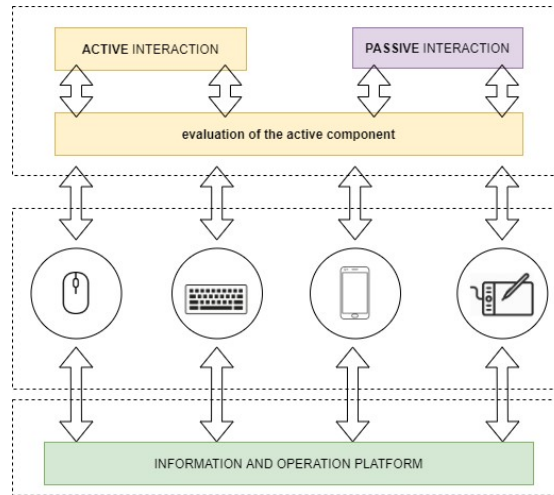 ACTIVE INTERACTION
PASSIVE INTERACTION
evaluation of the active component
INFORMATION AND OPERATION PLATFORM